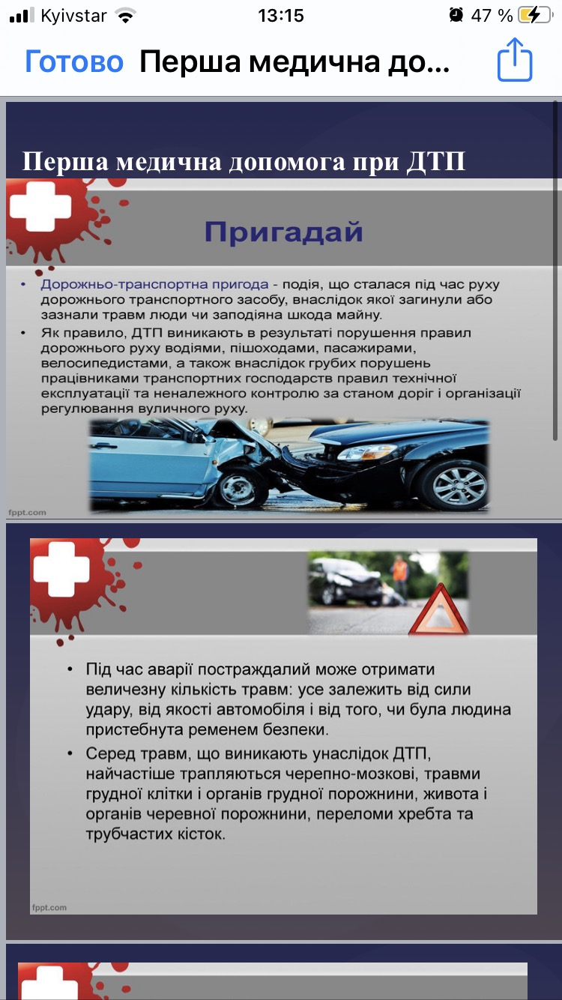 Kyivstar 13:15 47 %
Готово Перша медична до...
Перша медична допомога при ДТП
Пригадай
• Дорожньо-транспортна пригода - подія, що сталася під час руху
дорожнього транспортного засобу, внаслідок якої загинули або
зазнали травм люди чи заподіяна шкода майну.
• Як правило, ДТП виникають в результаті порушення правил
дорожнього руху водіями, пішоходами, пасажирами,
велосипедистами, а також внаслідок грубих порушень
працівниками транспортних господарств правил технічної
експлуатації та неналежного контролю за станом доріг і організації
регулювання вуличного руху.
fppt.com
• Під час аварії постраждалий може отримати
величезну кількість травм: усе залежить від сили
удару, від якості автомобіля і від того, чи була людина
пристебнута ременем безпеки.
• Серед травм, що виникають унаслідок ДТП,
найчастіше трапляються черепно-мозкові, травми
грудної клітки і органів грудної порожнини, живота і
органів черевної порожнини, переломи хребта та
трубчастих кісток.
fppt.com